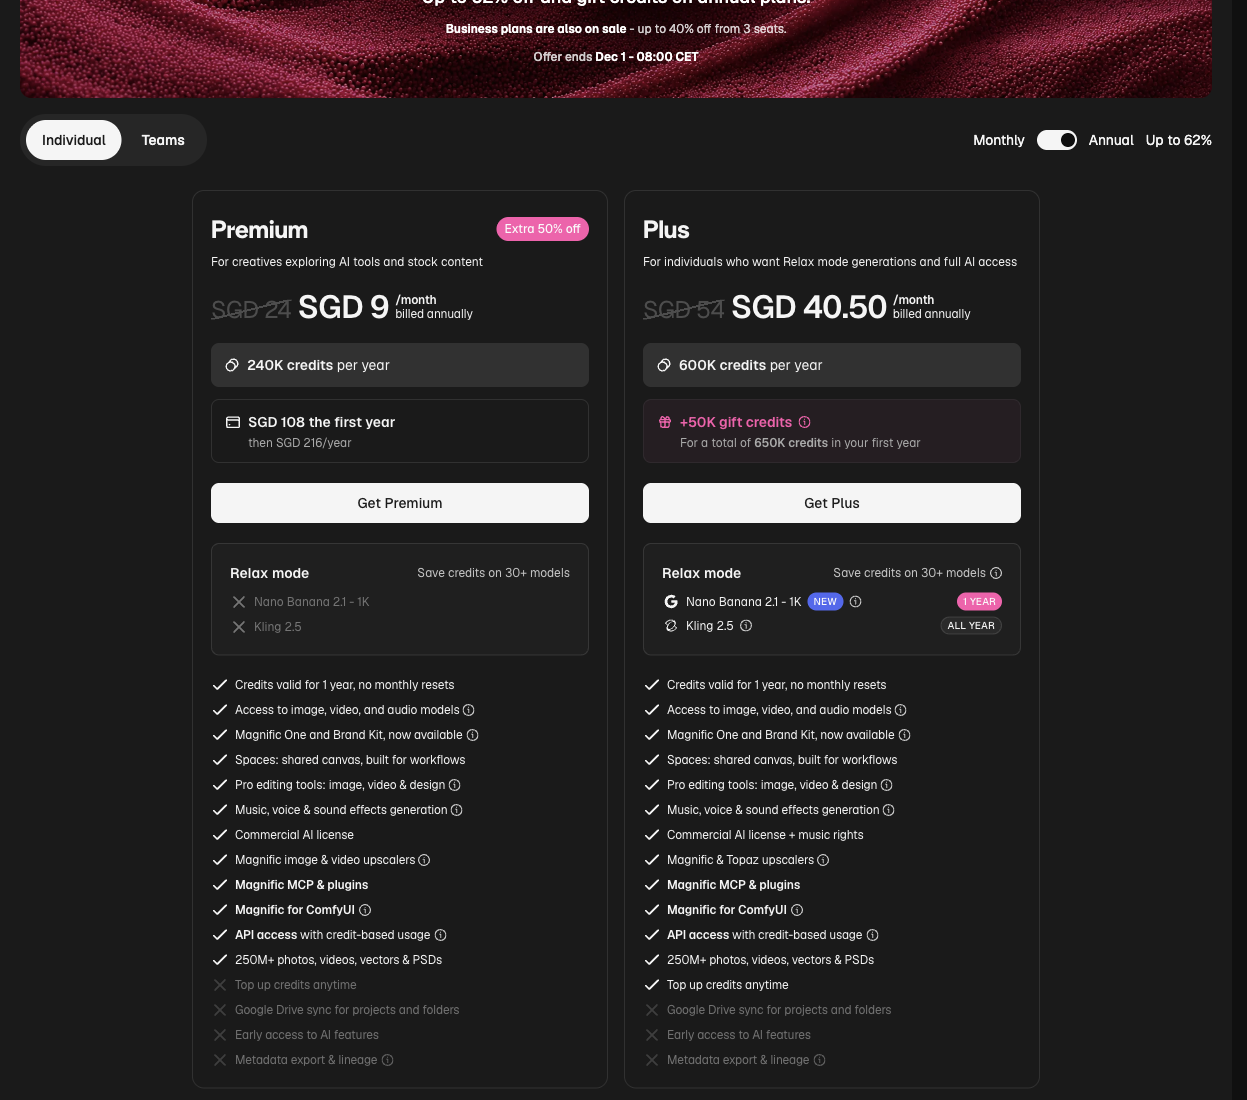 Up to 62% off and gift credits on annual plans.
Business plans are also on sale - up to 40% off from 3 seats.
Offer ends Dec 1 - 08:00 CET
Individual
Teams
Monthly
Annual
Up to 62%
Premium
Extra 50% off
For creatives exploring AI tools and stock content
SGD 24 SGD 9 /month
billed annually
240K credits per year
SGD 108 the first year
then SGD 216/year
Get Premium
Relax mode
Save credits on 30+ models
Nano Banana 2.1 - 1K
Kling 2.5
Credits valid for 1 year, no monthly resets
Access to image, video, and audio models
Magnific One and Brand Kit, now available
Spaces: shared canvas, built for workflows
Pro editing tools: image, video & design
Music, voice & sound effects generation
Commercial AI license
Magnific image & video upscalers
Magnific MCP & plugins
Magnific for ComfyUI
API access with credit-based usage
250M+ photos, videos, vectors & PSDs
Top up credits anytime
Google Drive sync for projects and folders
Early access to AI features
Metadata export & lineage
Plus
For individuals who want Relax mode generations and full AI access
SGD 54 SGD 40.50 /month
billed annually
600K credits per year
+50K gift credits
For a total of 650K credits in your first year
Get Plus
Relax mode
Save credits on 30+ models
Nano Banana 2.1 - 1K NEW
1 YEAR
Kling 2.5
ALL YEAR
Credits valid for 1 year, no monthly resets
Access to image, video, and audio models
Magnific One and Brand Kit, now available
Spaces: shared canvas, built for workflows
Pro editing tools: image, video & design
Music, voice & sound effects generation
Commercial AI license + music rights
Magnific & Topaz upscalers
Magnific MCP & plugins
Magnific for ComfyUI
API access with credit-based usage
250M+ photos, videos, vectors & PSDs
Top up credits anytime
Google Drive sync for projects and folders
Early access to AI features
Metadata export & lineage